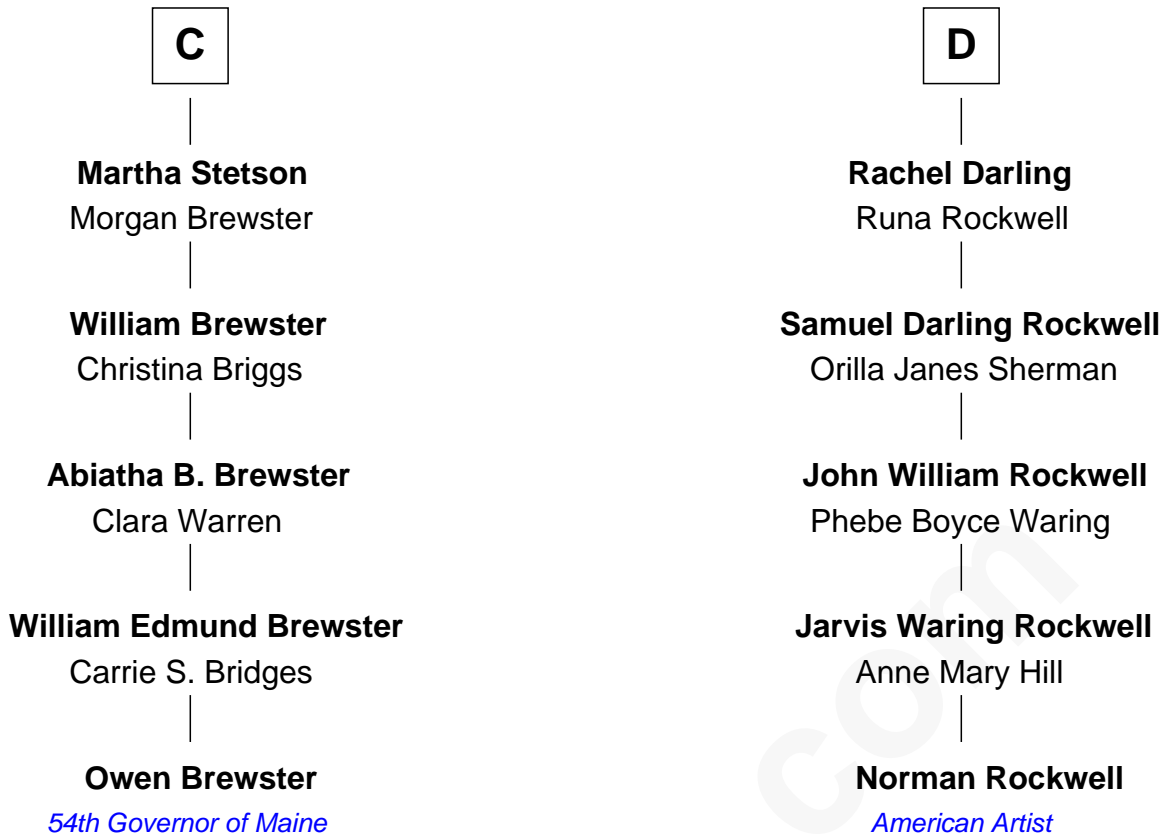 C
Martha Stetson
Morgan Brewster
William Brewster
Christina Briggs
Abiatha B. Brewster
Clara Warren
William Edmund Brewster
Carrie S. Bridges
Owen Brewster
54th Governor of Maine
D
Rachel Darling
Runa Rockwell
Samuel Darling Rockwell
Orilla Janes Sherman
John William Rockwell
Phebe Boyce Waring
Jarvis Waring Rockwell
Anne Mary Hill
Norman Rockwell
American Artist
com